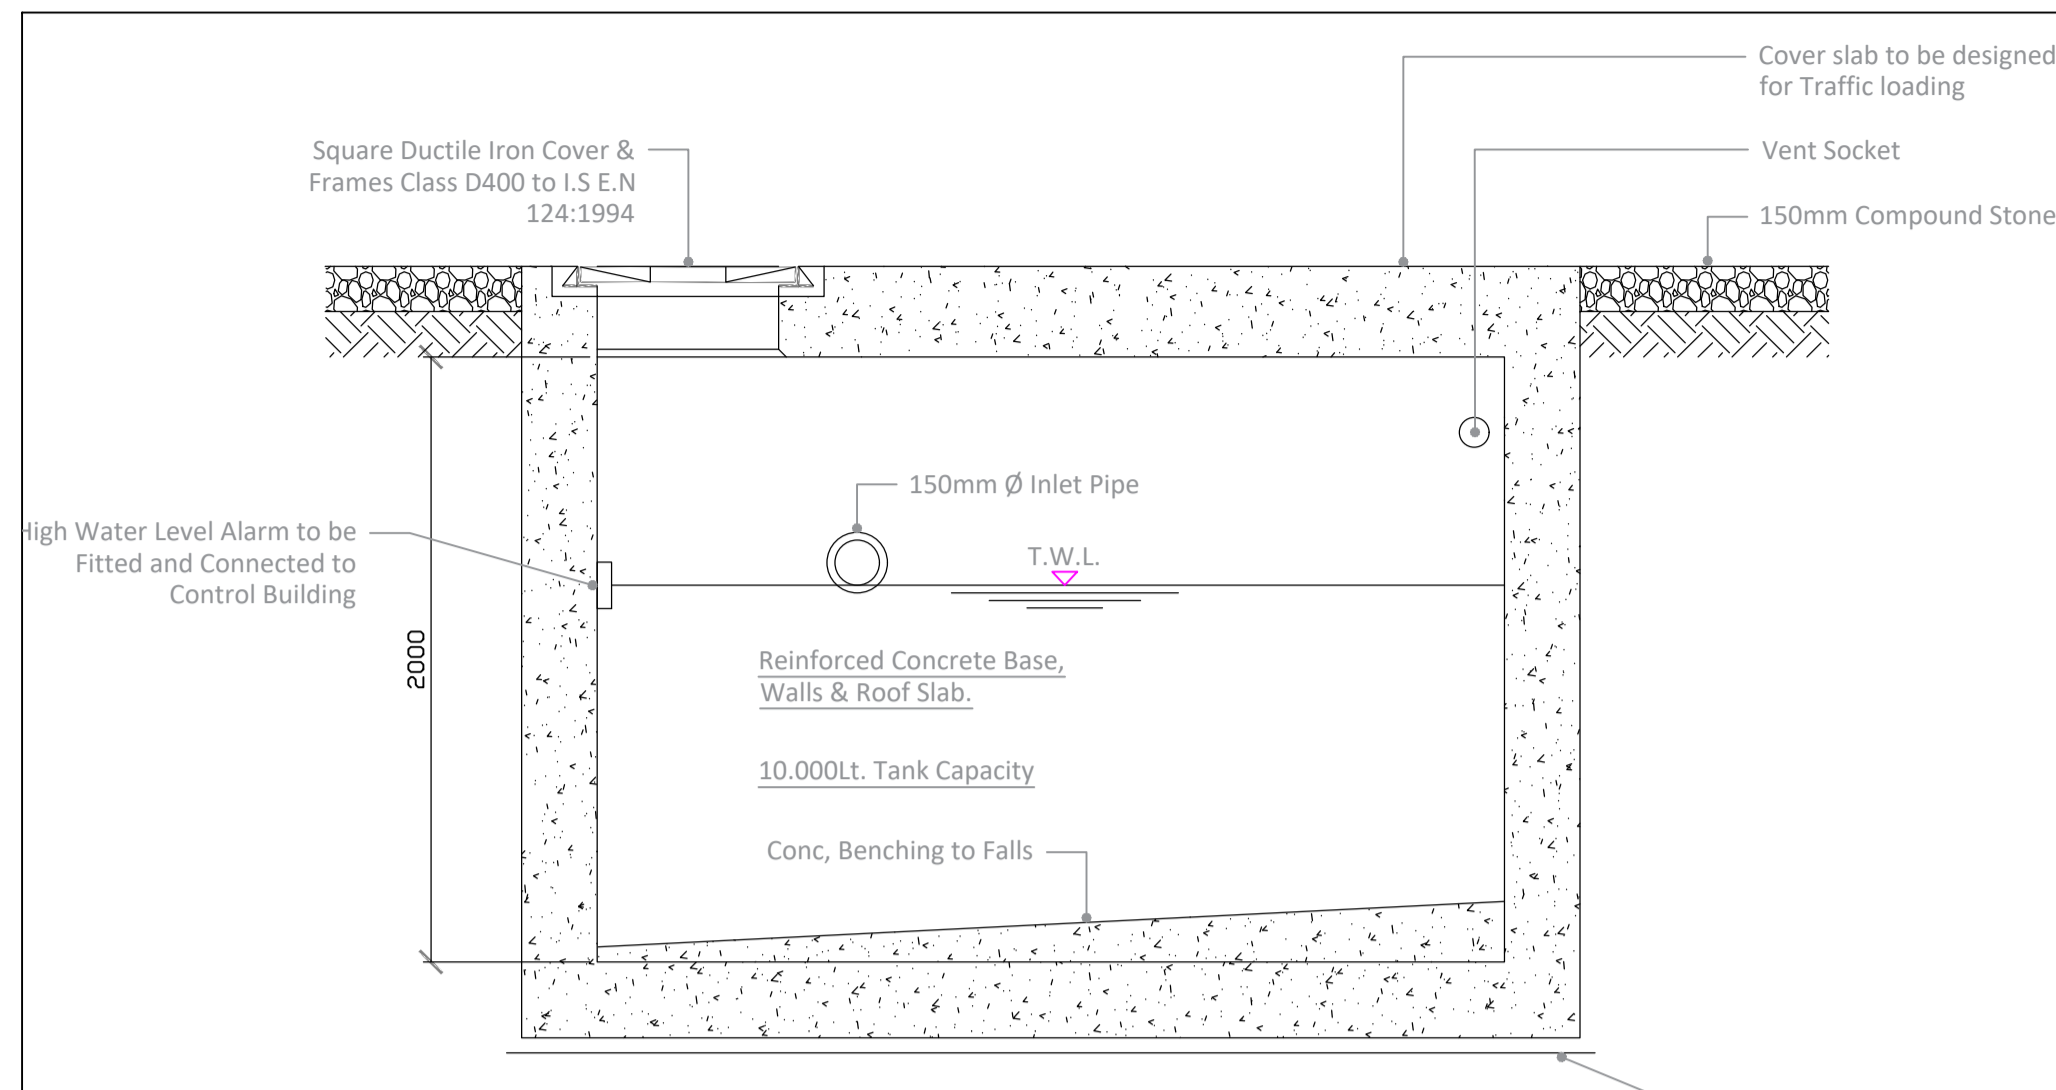 Cover slab to be designed
for Traffic loading
Square Ductile Iron Cover &
Frames Class D400 to I.S E.N
124:1994
Vent Socket
150mm Compound Stone
150mm Ø Inlet Pipe
High Water Level Alarm to be
Fitted and Connected to
Control Building
T.W.L.
2000
Reinforced Concrete Base,
Walls & Roof Slab.
10.000Lt. Tank Capacity
Conc, Benching to Falls